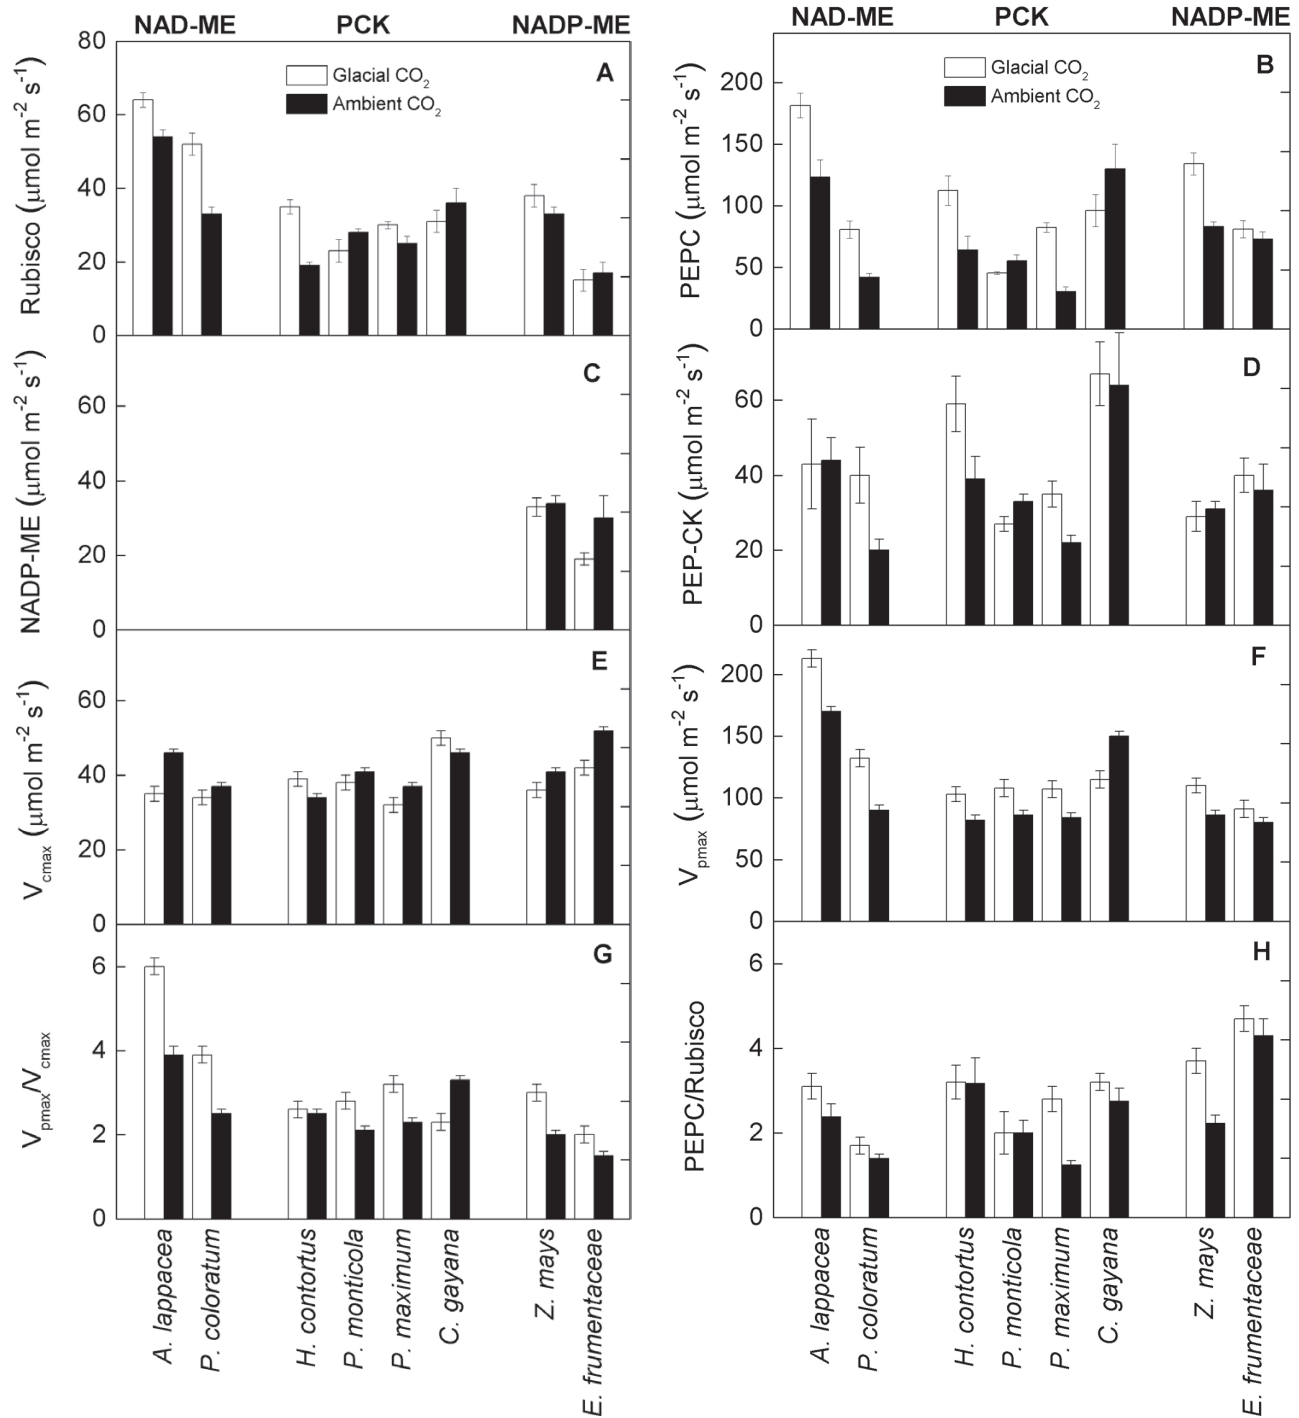 NAD-ME PCK NADP-ME
A
Glacial CO₂
Ambient CO₂
Rubisco (μmol m⁻² s⁻¹)
80
60
40
20
0
NAD-ME PCK NADP-ME
B
Glacial CO₂
Ambient CO₂
PEPC (μmol m⁻² s⁻¹)
200
150
100
50
0
C
NADP-ME (μmol m⁻² s⁻¹)
60
40
20
0
D
PEP-CK (μmol m⁻² s⁻¹)
60
40
20
0
E
Vcmax (μmol m⁻² s⁻¹)
60
40
20
0
F
Vpmax (μmol m⁻² s⁻¹)
200
150
100
50
0
G
Vpmax/Vcmax
6
4
2
0
H
PEPC/Rubisco
6
4
2
0
A. lappacea
P. coloratum
H. contortus
P. monticola
P. maximum
C. gayana
Z. mays
E. frumentaceae
A. lappacea
P. coloratum
H. contortus
P. monticola
P. maximum
C. gayana
Z. mays
E. frumentaceae